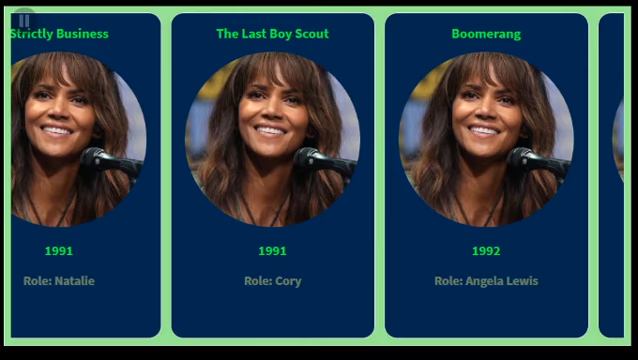 Strictly Business
1991
Role: Natalie
The Last Boy Scout
1991
Role: Cory
Boomerang
1992
Role: Angela Lewis